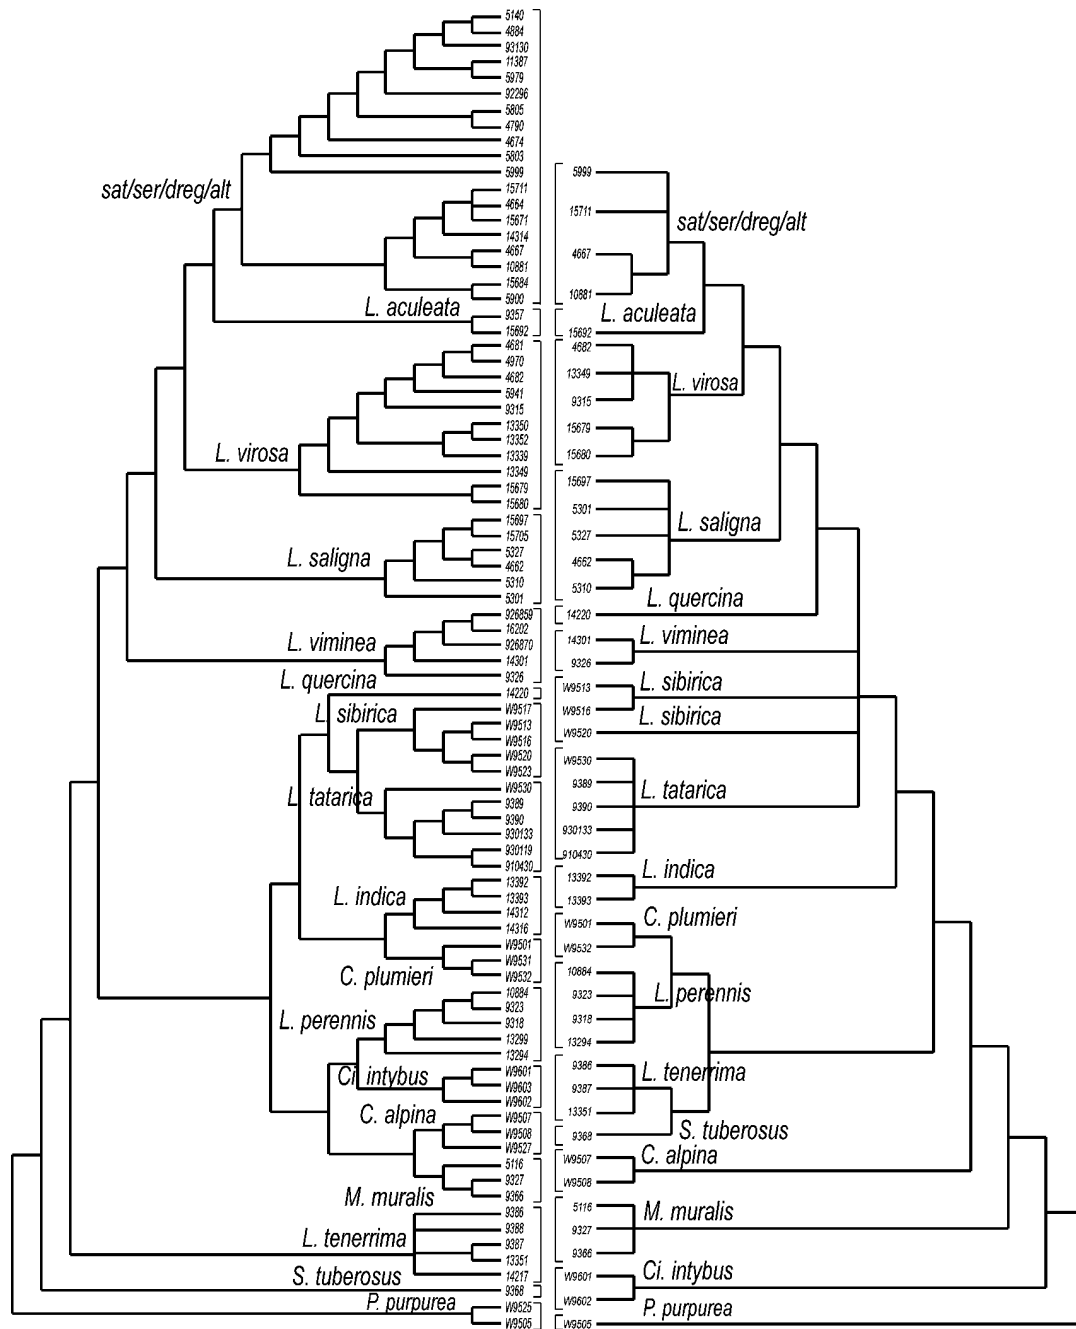 5140
4884
93130
11387
5979
92296
5805
4790
4674
5803
5999
sat/ser/dreg/alt
15711
4664
15671
14314
4667
10881
15684
5900
L. aculeata
9357
15692
4681
4970
4682
5941
9315
13350
13352
13339
L. virosa
13349
15679
15680
15697
15705
5327
4662
L. saligna
5310
5301
926859
16202
926870
L. viminea
14301
9326
L. quercina
14220
L. sibirica
W9517
W9513
W9516
W9520
W9523
W9530
L. tatarica
9389
9390
930133
930119
910430
13392
13393
L. indica
14312
14316
W9501
W9531
W9532
C. plumieri
10884
9323
L. perennis
9318
13299
13294
W9601
Ci. intybus
W9603
W9602
C. alpina
W9507
W9508
W9527
5116
9327
9366
M. muralis
9386
9388
L. tenerrima
9387
13351
14217
S. tuberosus
9368
P. purpurea
W9525
W9505
5999
15711
sat/ser/dreg/alt
4667
10881
L. aculeata
15692
4682
13349
L. virosa
9315
15679
15680
15697
5301
L. saligna
5327
4662
5310
L. quercina
14220
14301
L. viminea
9326
W9513
L. sibirica
W9516
L. sibirica
W9520
W9530
9389
L. tatarica
9390
930133
910430
13392
L. indica
13393
W9501
C. plumieri
W9532
10884
9323
L. perennis
9318
13294
9386
L. tenerrima
9387
13351
9368
S. tuberosus
W9507
C. alpina
W9508
5116
M. muralis
9327
9366
W9601
Ci. intybus
W9602
P. purpurea
W9505